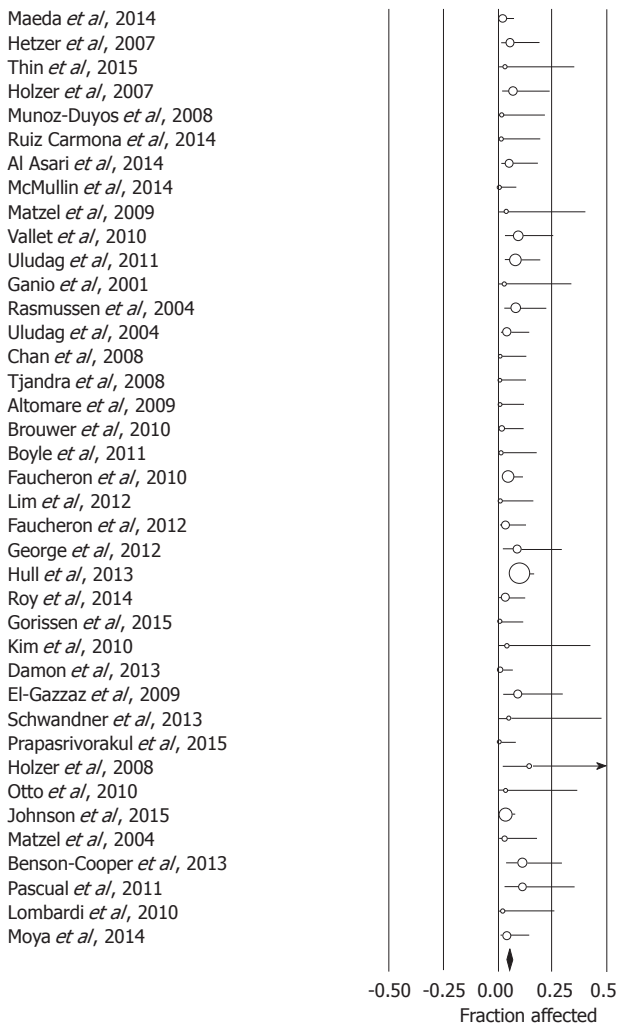 Maeda et al, 2014
Hetzer et al, 2007
Thin et al, 2015
Holzer et al, 2007
Munoz-Duyos et al, 2008
Ruiz Carmona et al, 2014
Al Asari et al, 2014
McMullin et al, 2014
Matzel et al, 2009
Vallet et al, 2010
Uludag et al, 2011
Ganio et al, 2001
Rasmussen et al, 2004
Uludag et al, 2004
Chan et al, 2008
Tjandra et al, 2008
Altomare et al, 2009
Brouwer et al, 2010
Boyle et al, 2011
Faucheron et al, 2010
Lim et al, 2012
Faucheron et al, 2012
George et al, 2012
Hull et al, 2013
Roy et al, 2014
Gorissen et al, 2015
Kim et al, 2010
Damon et al, 2013
El-Gazzaz et al, 2009
Schwandner et al, 2013
Prapasrivorakul et al, 2015
Holzer et al, 2008
Otto et al, 2010
Johnson et al, 2015
Matzel et al, 2004
Benson-Cooper et al, 2013
Pascual et al, 2011
Lombardi et al, 2010
Moya et al, 2014
-0.50 -0.25 0.00 0.25 0.5
Fraction affected